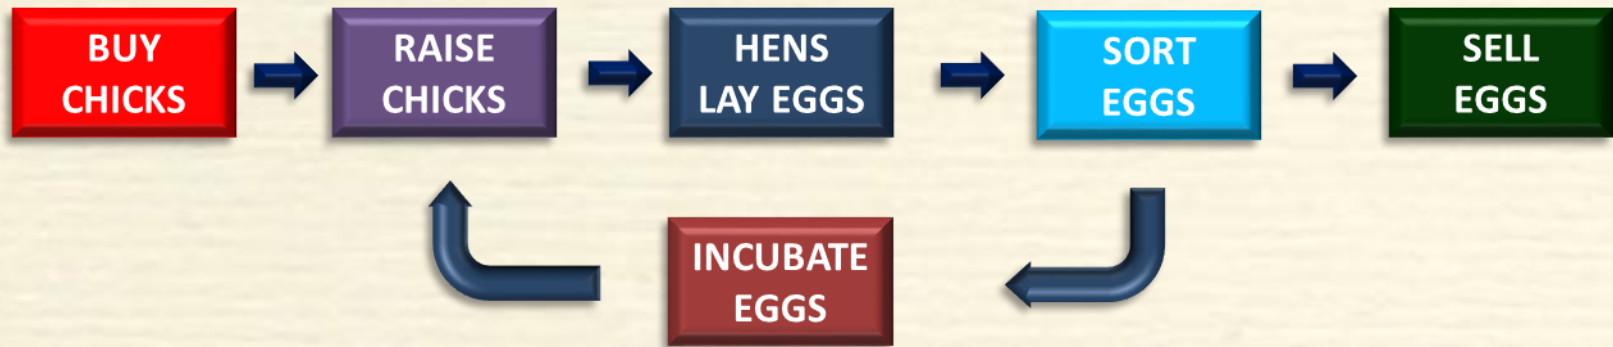 BUY
CHICKS
RAISE
CHICKS
HENS
LAY EGGS
SORT
EGGS
SELL
EGGS
INCUBATE
EGGS